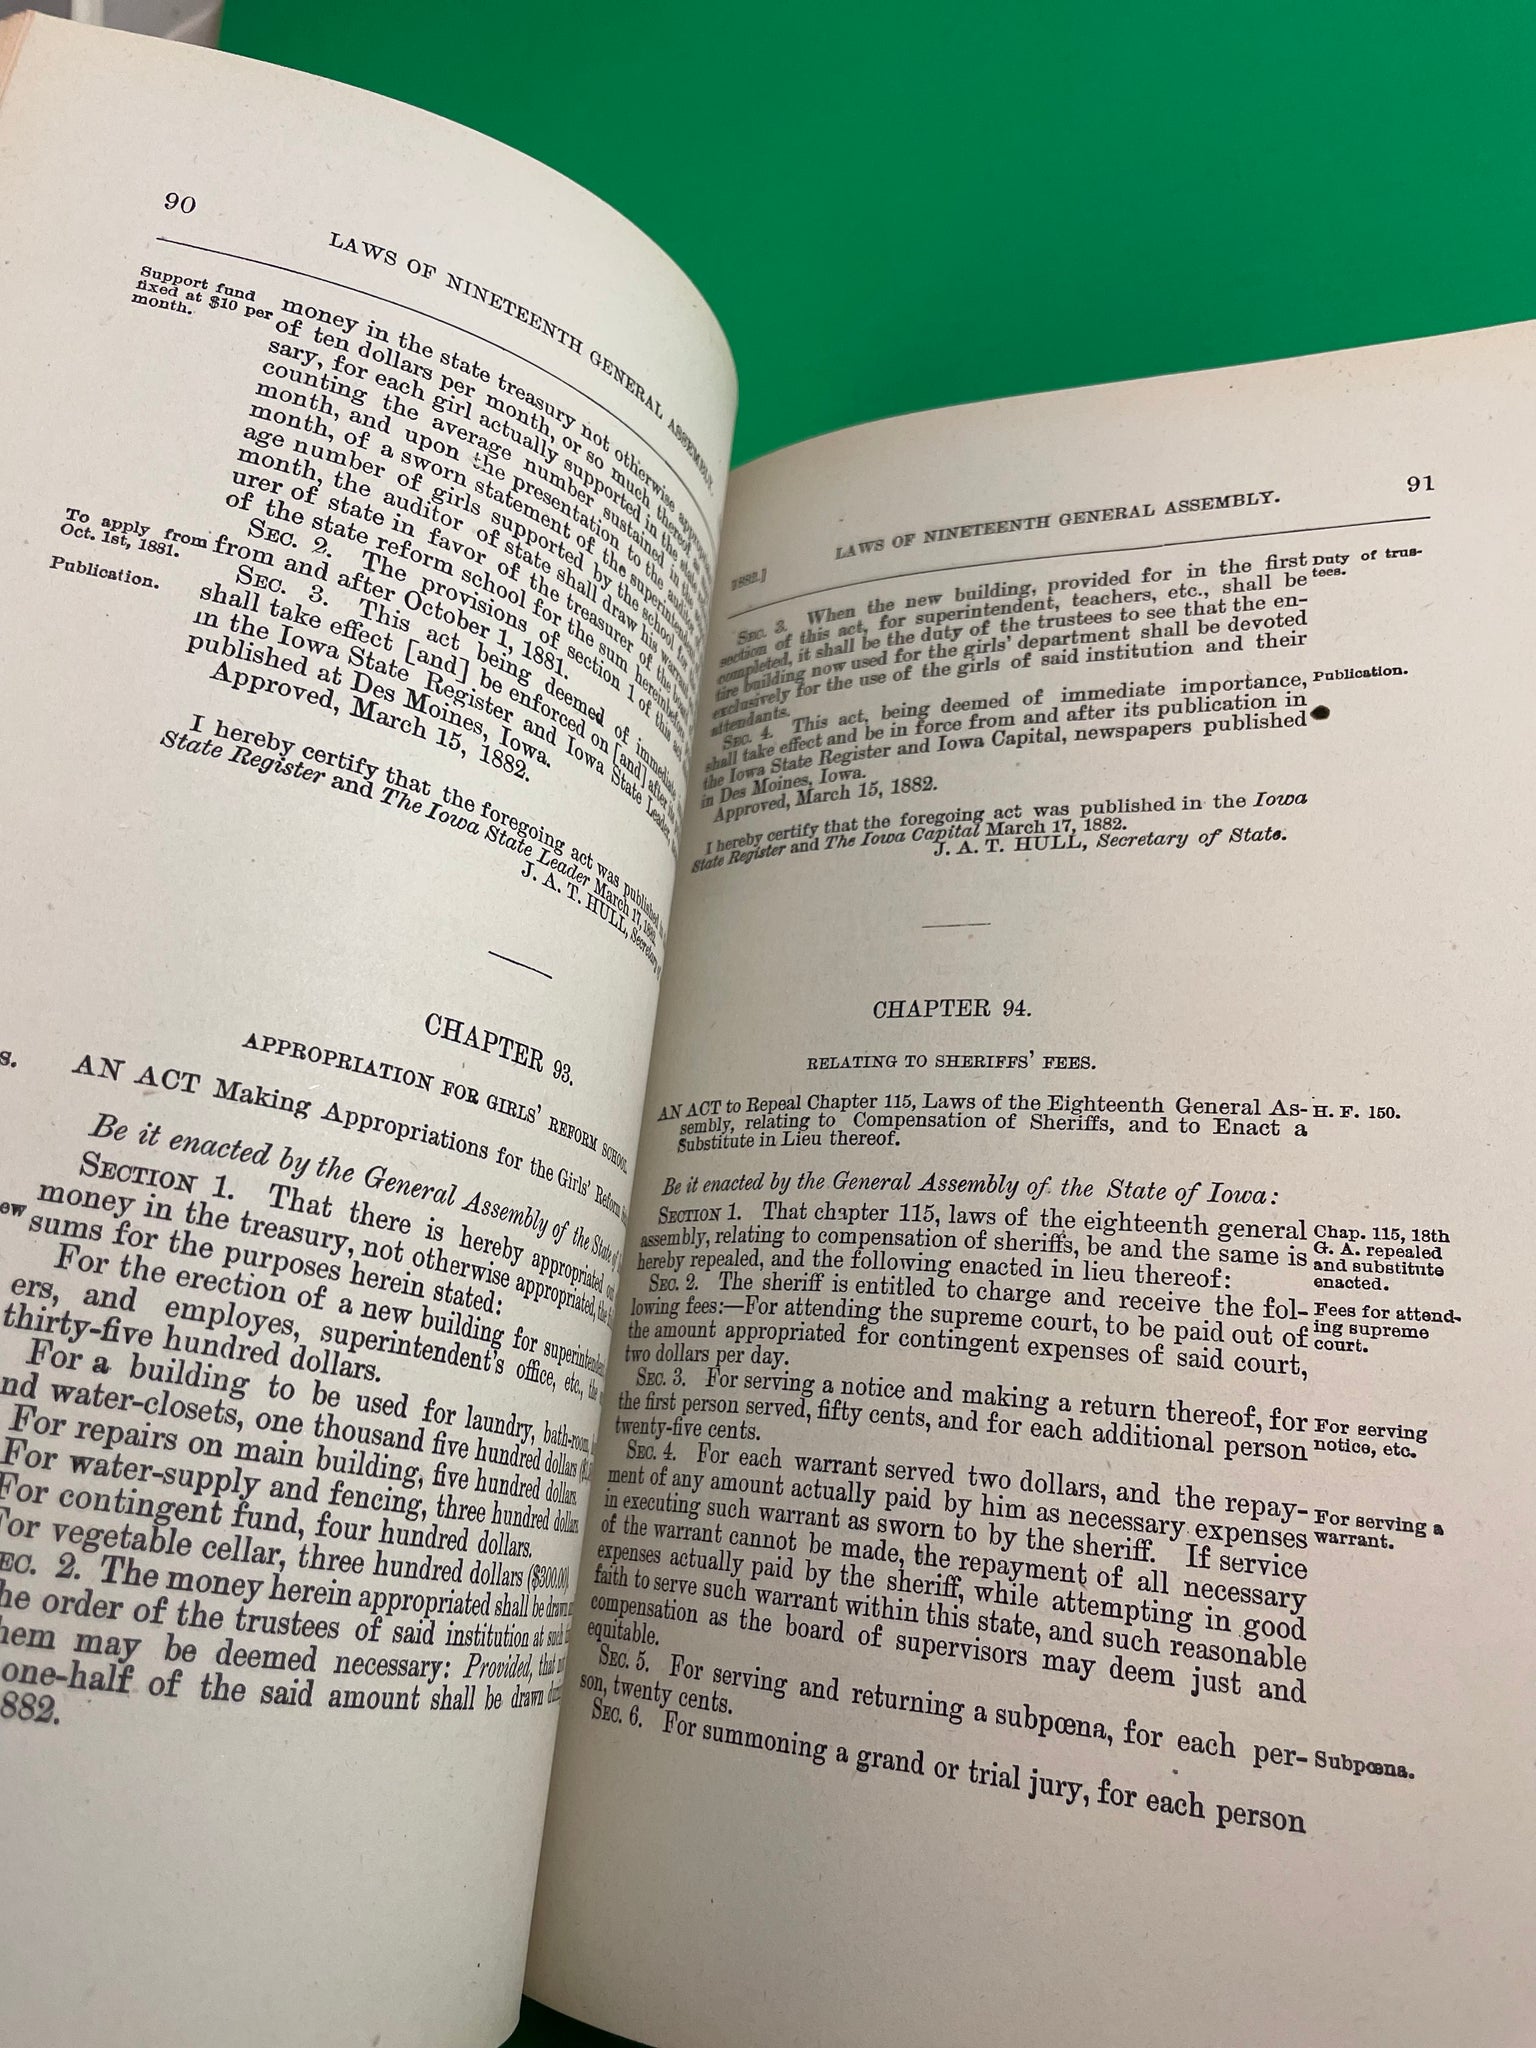 90
LAWS OF NINETEENTH GENERAL ASSEMBLY.
Support fund
fixed at $10 per
month.
money in the state treasury not otherwise
of ten dollars per month, or so much thereof
sary, for each girl actually supported in the
counting the average number sustained in the
month, and upon the presentation to the auditor
month, of a sworn statement of the superintendent
age number of girls supported by the school for the
month, the auditor of state shall draw his warrant
urer of state in favor of the treasurer of the
of the state reform school for the sum hereinbefore
To apply from
Oct. 1st, 1881.
SEC. 2. The provisions of section 1 of this act
from and after October 1, 1881.
Publication.
SEC. 3. This act being deemed of immediate
shall take effect [and] be enforced on [and] after
in the Iowa State Register and Iowa State Leader,
published at Des Moines, Iowa.
Approved, March 15, 1882.
I hereby certify that the foregoing act was published in
State Register and The Iowa State Leader March 17, 1882.
J. A. T. HULL, Secretary of
CHAPTER 93.
APPROPRIATION FOR GIRLS' REFORM SCHOOL.
s.
AN ACT Making Appropriations for the Girls' Reform
Be it enacted by the General Assembly of the State of
SECTION 1. That there is hereby appropriated out
money in the treasury, not otherwise appropriated, the
ew sums for the purposes herein stated:
For the erection of a new building for superintendent,
ers, and employes, superintendent's office, etc., the
thirty-five hundred dollars.
For a building to be used for laundry, bath-room,
nd water-closets, one thousand five hundred dollars
For repairs on main building, five hundred dollars.
For water-supply and fencing, three hundred dollars.
For contingent fund, four hundred dollars.
For vegetable cellar, three hundred dollars ($300.00).
EC. 2. The money herein appropriated shall be drawn
he order of the trustees of said institution at such
hem may be deemed necessary: Provided, that
one-half of the said amount shall be drawn
882.
1882.]
LAWS OF NINETEENTH GENERAL ASSEMBLY.
91
SEC. 3. When the new building, provided for in the first
Duty of trus-
tees.
section of this act, for superintendent, teachers, etc., shall be
completed, it shall be the duty of the trustees to see that the en-
tire building now used for the girls' department shall be devoted
exclusively for the use of the girls of said institution and their
attendants.
SEC. 4. This act, being deemed of immediate importance,
Publication.
shall take effect and be in force from and after its publication in
the Iowa State Register and Iowa Capital, newspapers published
in Des Moines, Iowa.
Approved, March 15, 1882.
I hereby certify that the foregoing act was published in the Iowa
State Register and The Iowa Capital March 17, 1882.
J. A. T. HULL, Secretary of State.
CHAPTER 94.
RELATING TO SHERIFFS' FEES.
AN ACT to Repeal Chapter 115, Laws of the Eighteenth General As-
H. F. 150.
sembly, relating to Compensation of Sheriffs, and to Enact a
Substitute in Lieu thereof.
Be it enacted by the General Assembly of the State of Iowa:
SECTION 1. That chapter 115, laws of the eighteenth general
assembly, relating to compensation of sheriffs, be and the same is
hereby repealed, and the following enacted in lieu thereof:
Chap. 115, 18th
G. A. repealed
and substitute
enacted.
SEC. 2. The sheriff is entitled to charge and receive the fol-
lowing fees:—For attending the supreme court, to be paid out of
the amount appropriated for contingent expenses of said court,
two dollars per day.
Fees for attend-
ing supreme
court.
SEC. 3. For serving a notice and making a return thereof, for
the first person served, fifty cents, and for each additional person
twenty-five cents.
For serving
notice, etc.
SEC. 4. For each warrant served two dollars, and the repay-
ment of any amount actually paid by him as necessary expenses
in executing such warrant as sworn to by the sheriff. If service
of the warrant cannot be made, the repayment of all necessary
expenses actually paid by the sheriff, while attempting in good
faith to serve such warrant within this state, and such reasonable
compensation as the board of supervisors may deem just and
equitable.
For serving a
warrant.
SEC. 5. For serving and returning a subpœna, for each per-
son, twenty cents.
Subpœna.
SEC. 6. For summoning a grand or trial jury, for each person